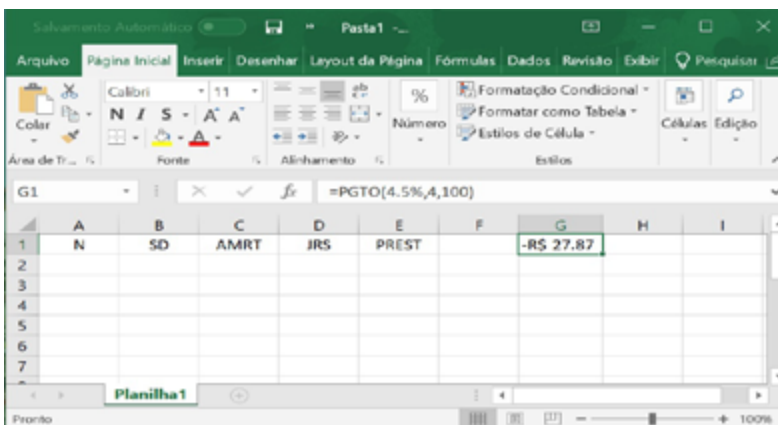 Salvamento Automático Pasta1 -...
Arquivo Página Inicial Inserir Desenhar Layout da Página Fórmulas Dados Revisão Exibir Pesquisar
Calibri 11 % Formatação Condicional
Colar N I S A A Número Formatar como Tabela Células Edição
A Estilos de Célula
Área de Tr... Fonte Alinhamento Estilos
G1 fx =PGTO(4.5%,4,100)
A B C D E F G H I
1 N SD AMRT JRS PREST -R$ 27.87
2
3
4
5
6
7
Planilha1
Pronto 100%